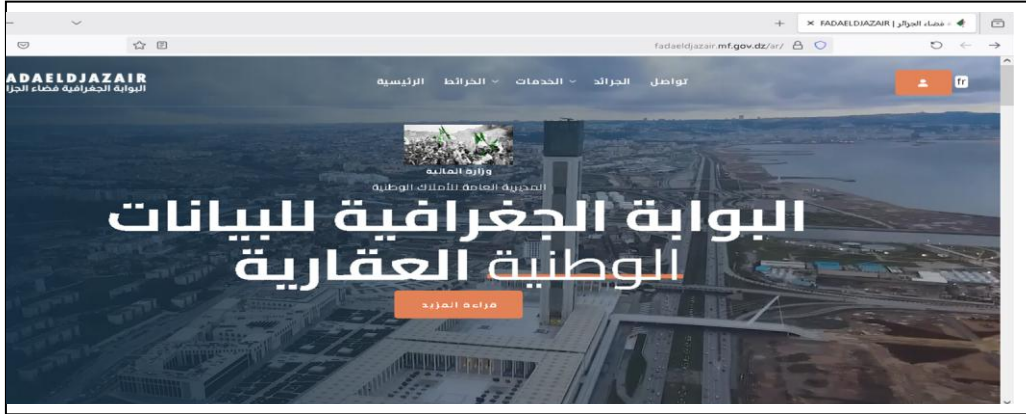 فضاء الجزائر | FADAELDJAZAIR
fadaeldjazair.mf.gov.dz/ar/
fr
الرئيسية الخرائط الخدمات الجرائد تواصل
ADAELDJAZAIR
البوابة الجغرافية فضاء الجزا
وزارة المالية
المديرية العامة للأملاك الوطنية
البوابة الجغرافية للبيانات
الوطنية العقارية
قراءة المزيد